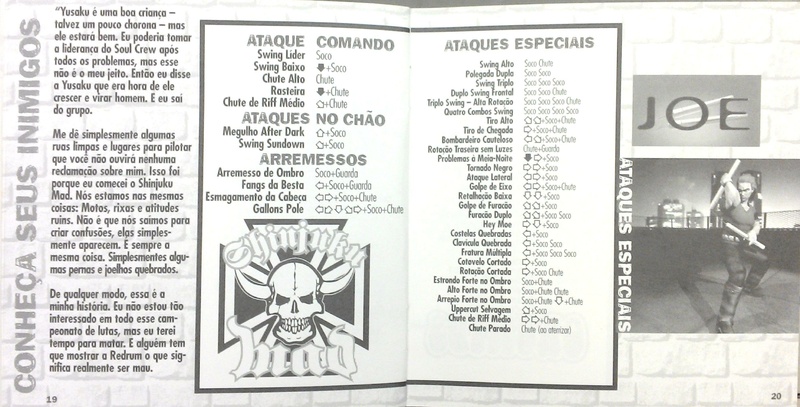 CONHEÇA SEUS INIMIGOS
"Yusaku é uma boa criança –
talvez um pouco chorona – mas
ele estará bem. Eu poderia tomar
a liderança do Soul Crew após
todos os problemas, mas esse
não é o meu jeito. Então eu disse
a Yusaku que era hora de ele
crescer e virar homem. E eu saí
do grupo.
Me dê simplesmente algumas
ruas limpas e lugares para pilotar
que você não ouvirá nenhuma
reclamação sobre mim. Isso foi
porque eu comecei o Shinjuku
Mad. Nós estamos nas mesmas
coisas: Motos, rixas e atitudes
ruins. Não é que nós saímos para
criar confusões, elas simples-
mente aparecem. É sempre a
mesma coisa. Simplesmentes algu-
mas pernas e joelhos quebrados.
De qualquer modo, essa é a
minha história. Eu não estou tão
interessado em todo esse cam-
peonato de lutas, mas eu terei
tempo para matar. E alguém tem
que mostrar a Redrum o que sig-
nifica realmente ser mau.
19
ATAQUE COMANDO
Swing Líder Soco
Swing Baixo ⬇+Soco
Chute Alto Chute
Rasteira ⬇+Chute
Chute de Riff Médio ⇧+Chute
ATAQUES NO CHÃO
Megulho After Dark ⇧+Soco
Swing Sundown ⇧+Soco
ARREMESSOS
Arremesso de Ombro Soco+Guarda
Fangs da Besta ⇦+Soco+Guarda
Esmagamento da Cabeça ⇦⇨+Soco+Guarda
Gallons Pole ⇦⇧⇩⇧⇨+Soco+Chute
Shinjuku
Mad
ATAQUES ESPECIAIS
Swing Alto Soco Chute
Polegada Dupla Soco Soco
Swing Triplo Soco Soco Soco
Duplo Swing Frontal Soco Soco Chute
Triplo Swing – Alta Rotação Soco Soco Soco Chute
Quatro Combos Swing Soco Soco Soco Soco
Tiro Alto ⇧⇧+Soco+Chute
Tiro de Chegada ⇨+Soco+Chute
Bombardeiro Cauteloso ⇦+Soco+Chute
Rotação Traseira sem Luzes Chute+Guarda
Problemas à Meia-Noite ⬇⇨+Soco
Tornado Negro ⇨+Soco
Ataque Lateral ⇦+Soco
Golpe de Eixo ⇦+Soco+Chute
Retalhação Baixa ⇩⇩+Soco
Golpe de Furacão ⇧+Soco
Furacão Duplo ⇧+Soco Soco
Hey Moe ⇩⇨+Soco
Costelas Quebradas ⇦+Soco
Clavícula Quebrada ⇦+Soco Soco
Fratura Múltipla ⇦+Soco Soco Soco
Cotovelo Cortado ⇨+Soco
Rotação Cortada ⇨+Soco Chute
Estrondo Forte no Ombro Soco+Chute
Alto Forte no Ombro Soco+Chute Chute
Arrepio Forte no Ombro Soco+Chute ⇩+Chute
Uppercut Selvagem ⇧+Soco
Chute de Riff Médio ⇨⇨+Chute
Chute Parado Chute (ao aterrizar)
JOE
ATAQUES ESPECIAIS
20